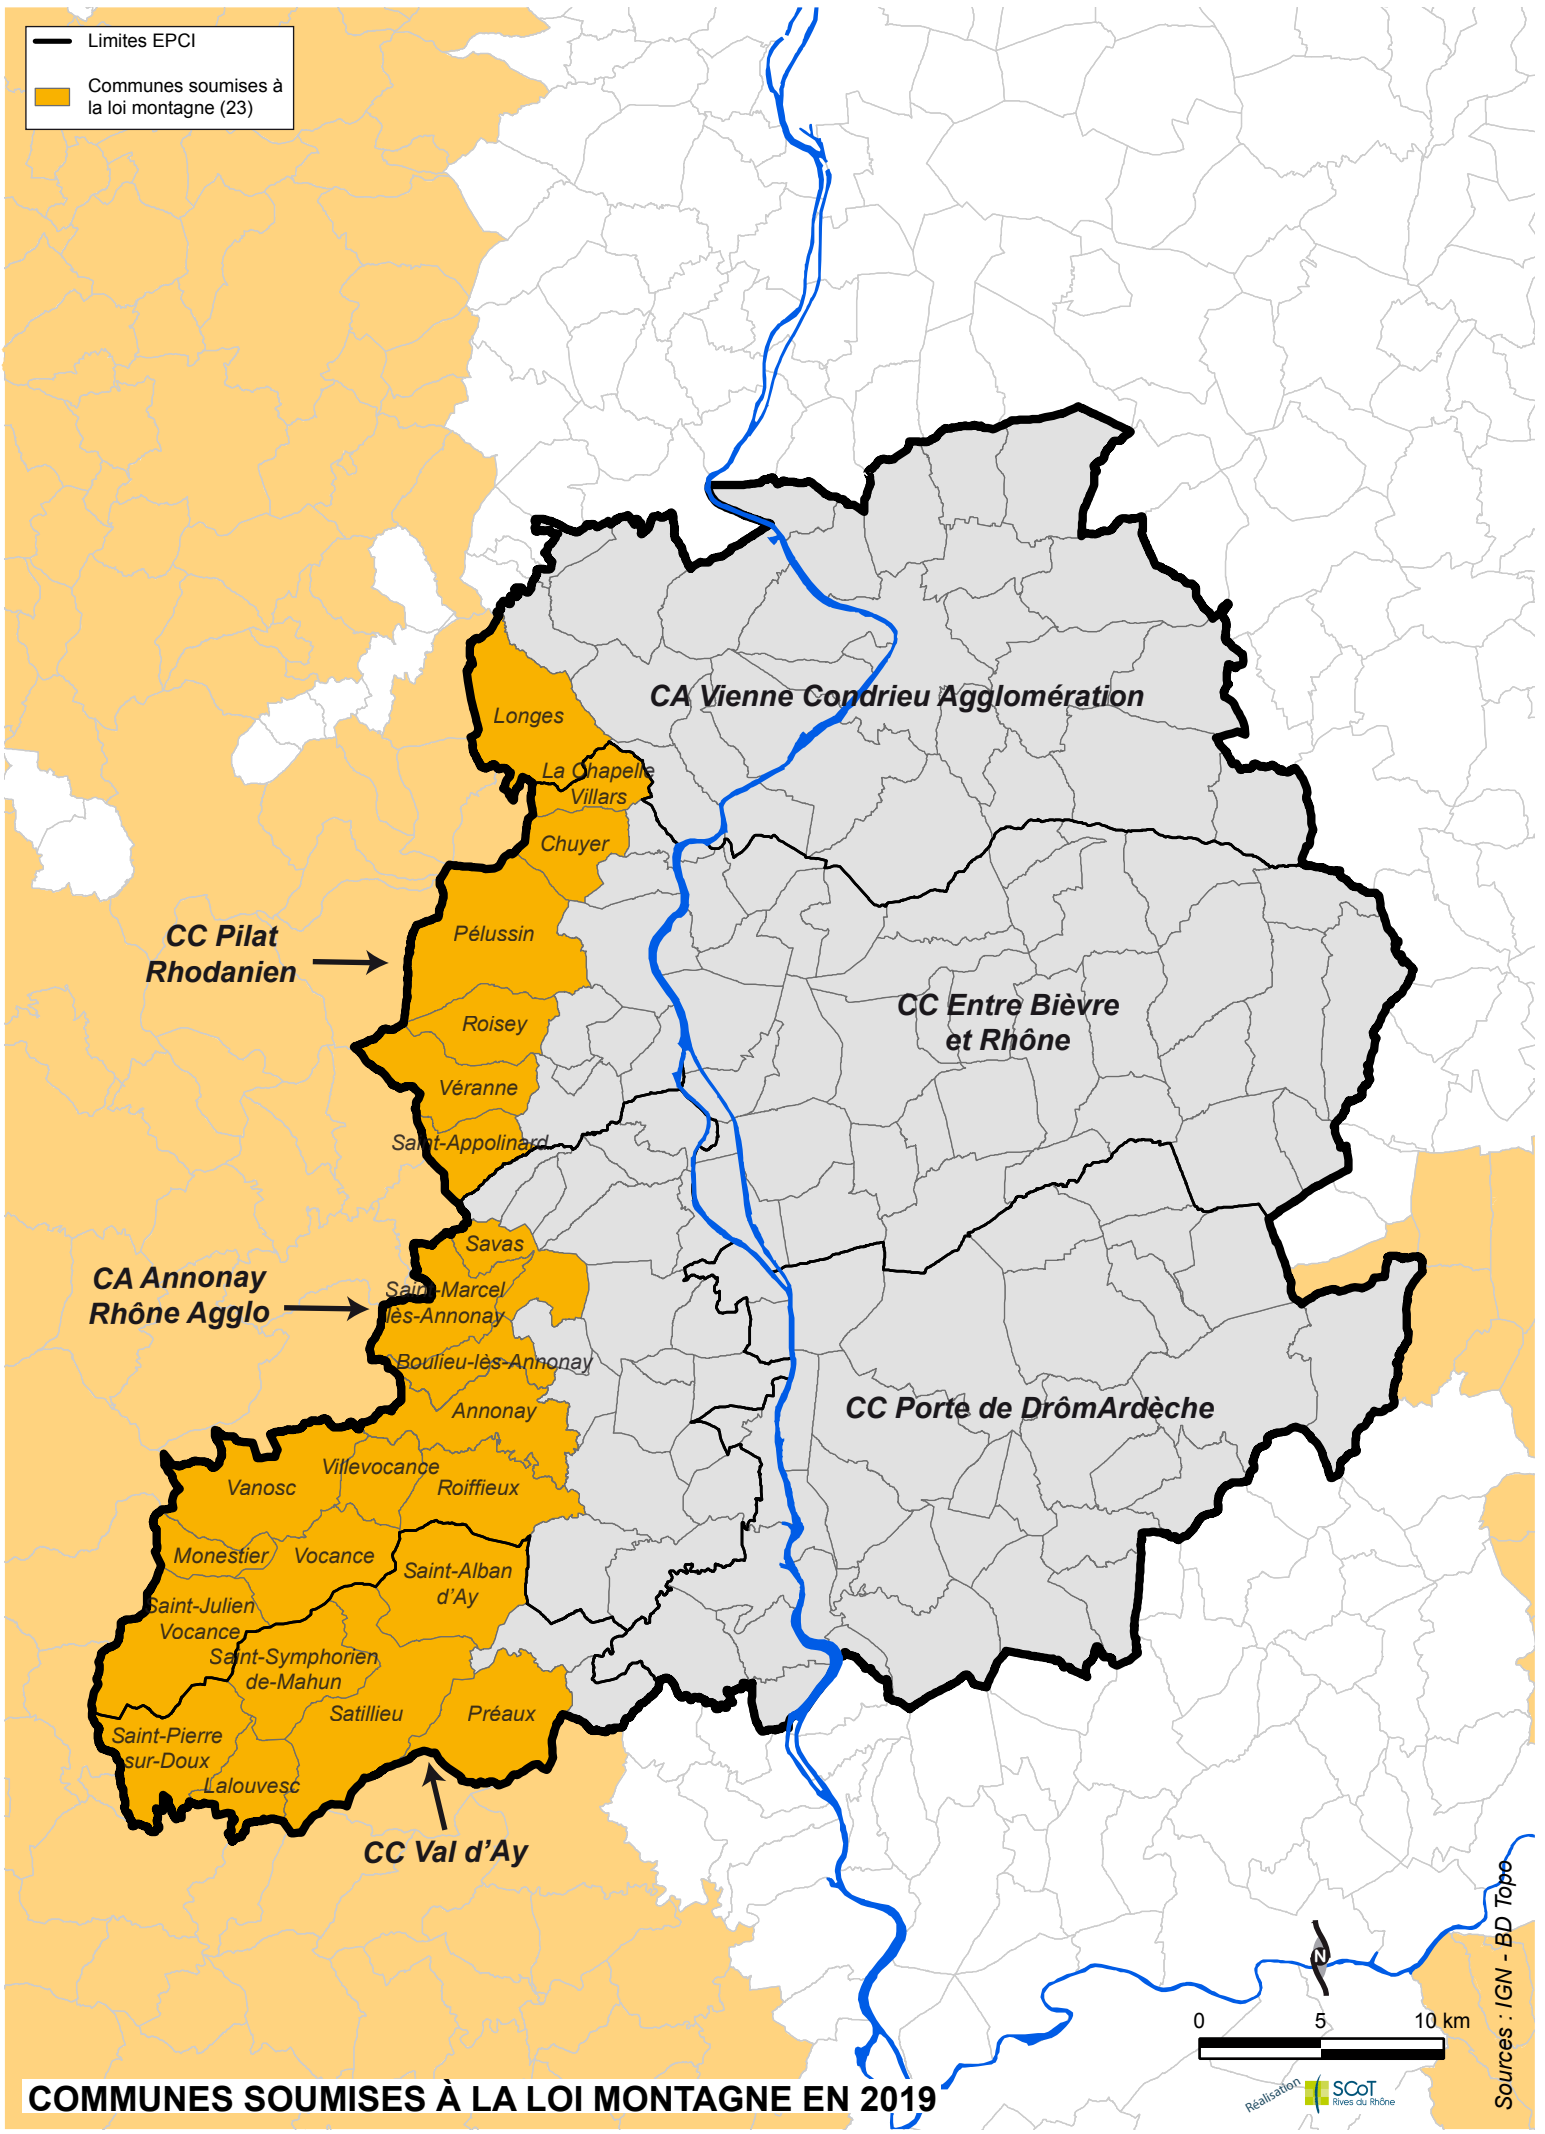 Limites EPCI
Communes soumises à
la loi montagne (23)
CA Vienne Condrieu Agglomération
Longes
La Chapelle
Villars
Chuyer
CC Pilat
Rhodanien
Pélussin
CC Entre Bièvre
et Rhône
Roisey
Véranne
Saint-Appolinard
Savas
CA Annonay
Rhône Agglo
Saint-Marcel
lès-Annonay
Boulieu-lès-Annonay
Annonay
CC Porte de DrômArdèche
Villevocance
Vanosc
Roiffieux
Monestier
Vocance
Saint-Alban
d'Ay
Saint-Julien
Vocance
Saint-Symphorien
de-Mahun
Satillieu
Préaux
Saint-Pierre
sur-Doux
Lalouvesc
CC Val d'Ay
N
0 5 10 km
Sources : IGN - BD Topo
COMMUNES SOUMISES À LA LOI MONTAGNE EN 2019
Réalisation
SCoT
Rives du Rhône